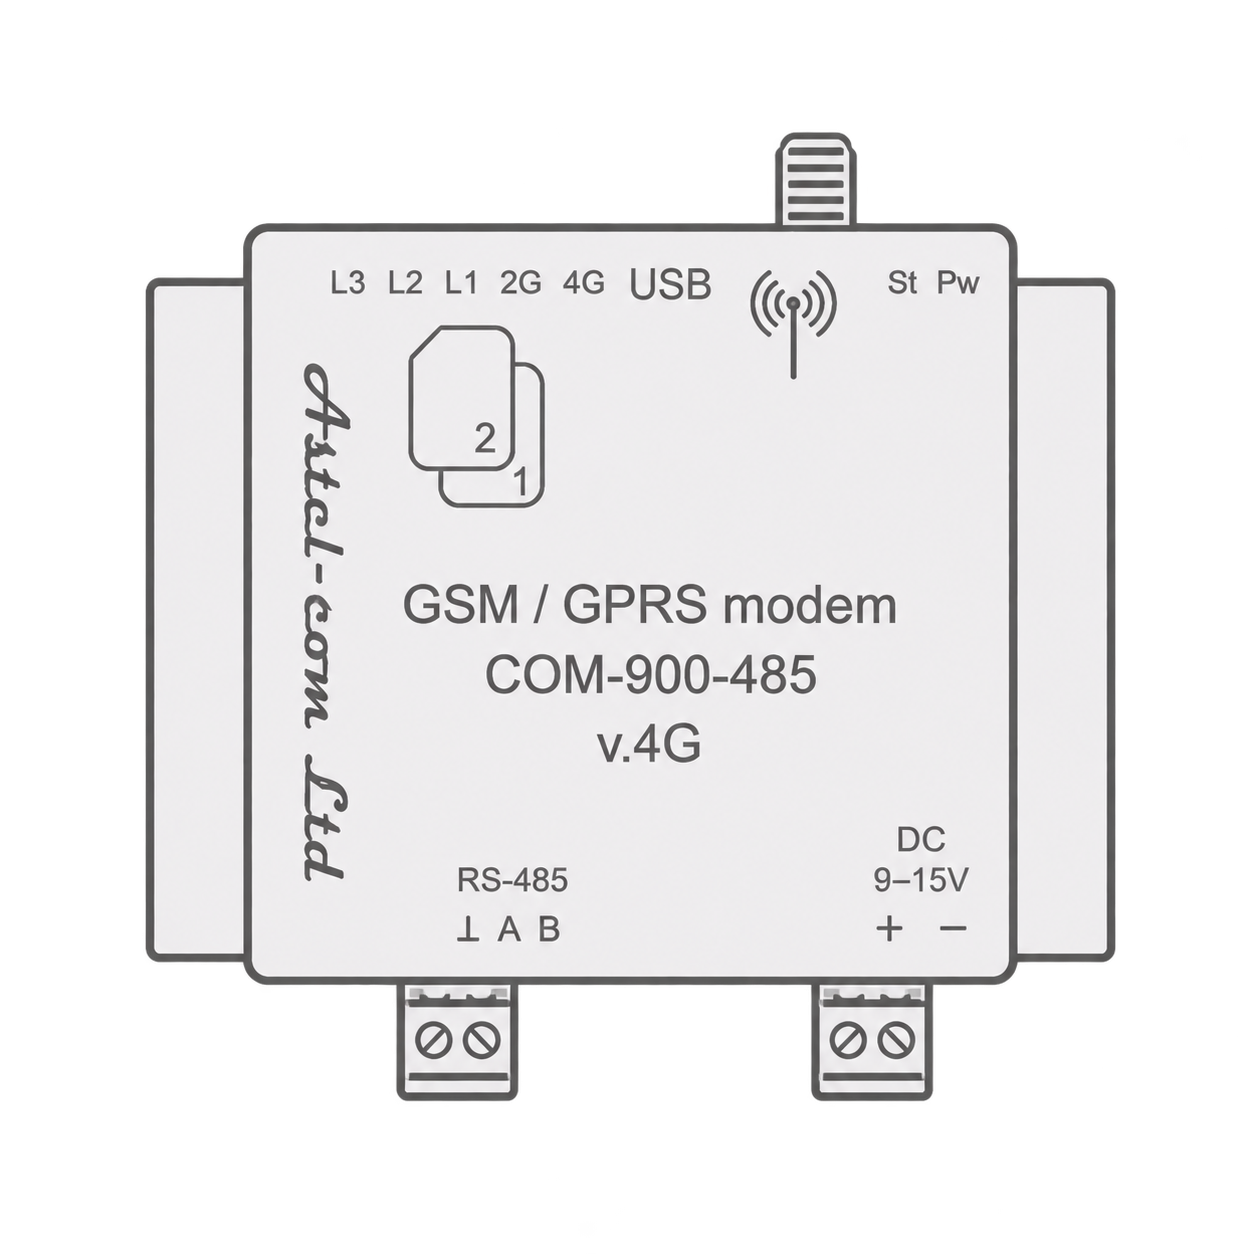 L3 L2 L1 2G 4G USB St Pw
2
1
Astel-com Ltd
GSM / GPRS modem
COM-900-485
v.4G
DC
RS-485 9–15V
⊥ A B + −